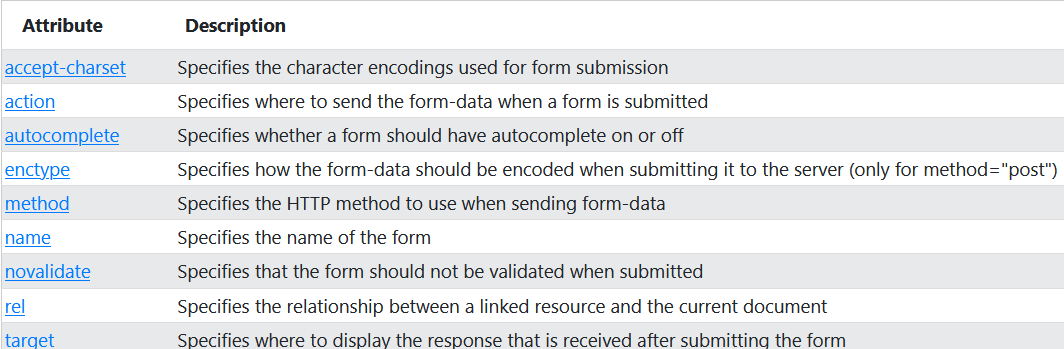 Attribute Description
accept-charset Specifies the character encodings used for form submission
action Specifies where to send the form-data when a form is submitted
autocomplete Specifies whether a form should have autocomplete on or off
enctype Specifies how the form-data should be encoded when submitting it to the server (only for method="post")
method Specifies the HTTP method to use when sending form-data
name Specifies the name of the form
novalidate Specifies that the form should not be validated when submitted
rel Specifies the relationship between a linked resource and the current document
target Specifies where to display the response that is received after submitting the form